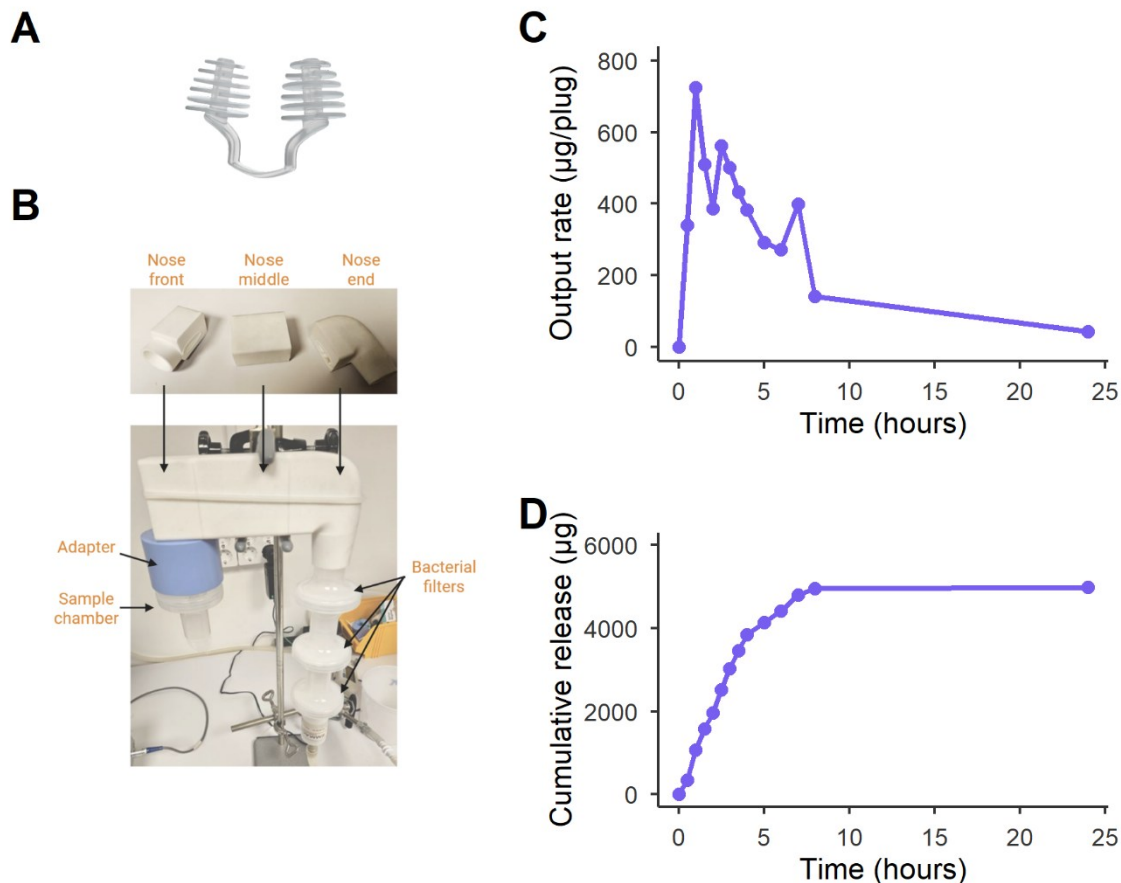 A
B
Nose
front
Nose
middle
Nose
end
Adapter
Sample
chamber
Bacterial
filters
C
Output rate (µg/plug)
800
600
400
200
0
0 5 10 15 20 25
Time (hours)
D
Cumulative release (µg)
6000
4000
2000
0
0 5 10 15 20 25
Time (hours)